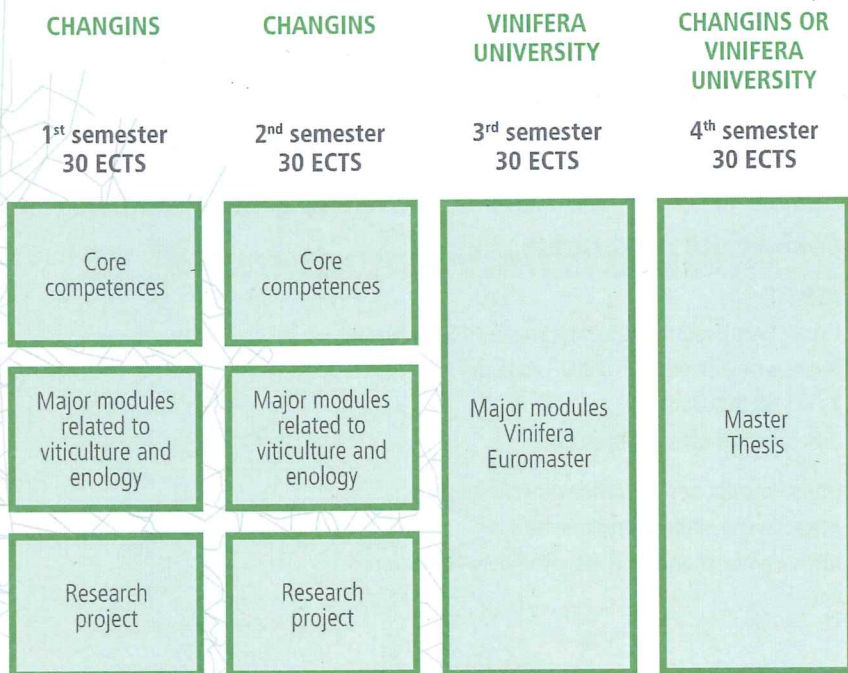 CHANGINS
1st semester
30 ECTS
Core
competences
Major modules
related to
viticulture and
enology
Research
project
CHANGINS
2nd semester
30 ECTS
Core
competences
Major modules
related to
viticulture and
enology
Research
project
VINIFERA
UNIVERSITY
3rd semester
30 ECTS
Major modules
Vinifera
Euromaster
CHANGINS OR
VINIFERA
UNIVERSITY
4th semester
30 ECTS
Master
Thesis